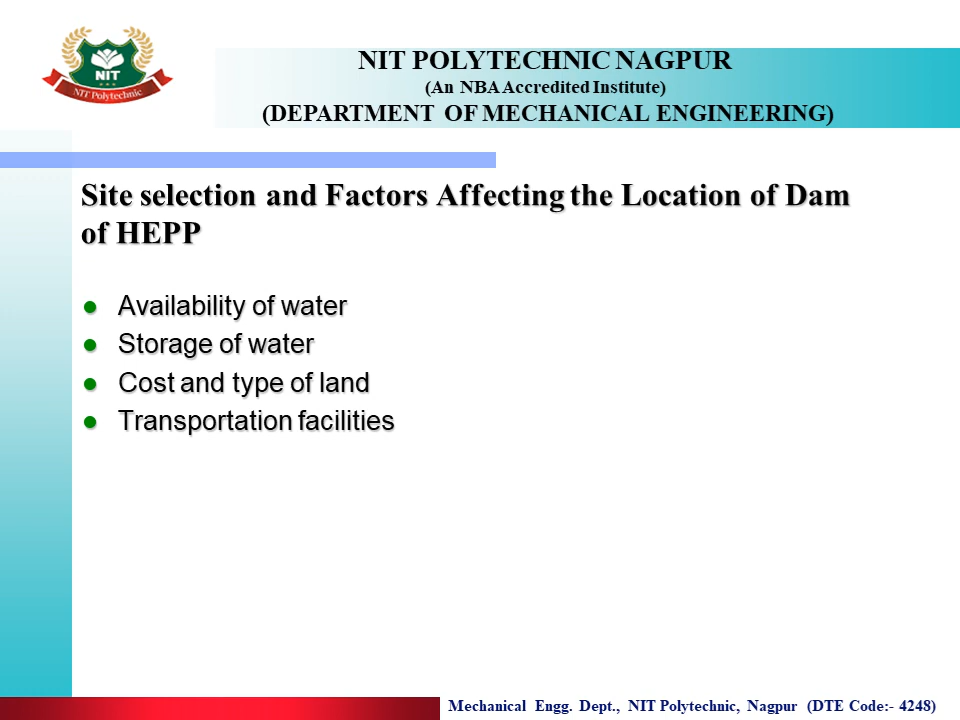 NIT
NIT Polytechnic
NIT POLYTECHNIC NAGPUR
(An NBA Accredited Institute)
(DEPARTMENT OF MECHANICAL ENGINEERING)
Site selection and Factors Affecting the Location of Dam
of HEPP
Availability of water
Storage of water
Cost and type of land
Transportation facilities
Mechanical Engg. Dept., NIT Polytechnic, Nagpur (DTE Code:- 4248)